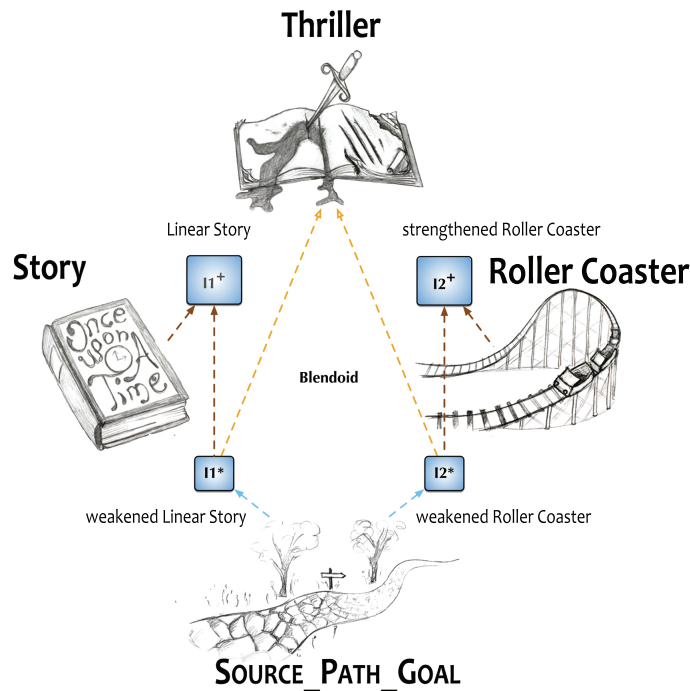 Thriller
Linear Story
strengthened Roller Coaster
Story
I1+
I2+
Roller Coaster
Once
upon
A
Time
Blendoid
I1*
I2*
weakened Linear Story
weakened Roller Coaster
SOURCE_PATH_GOAL